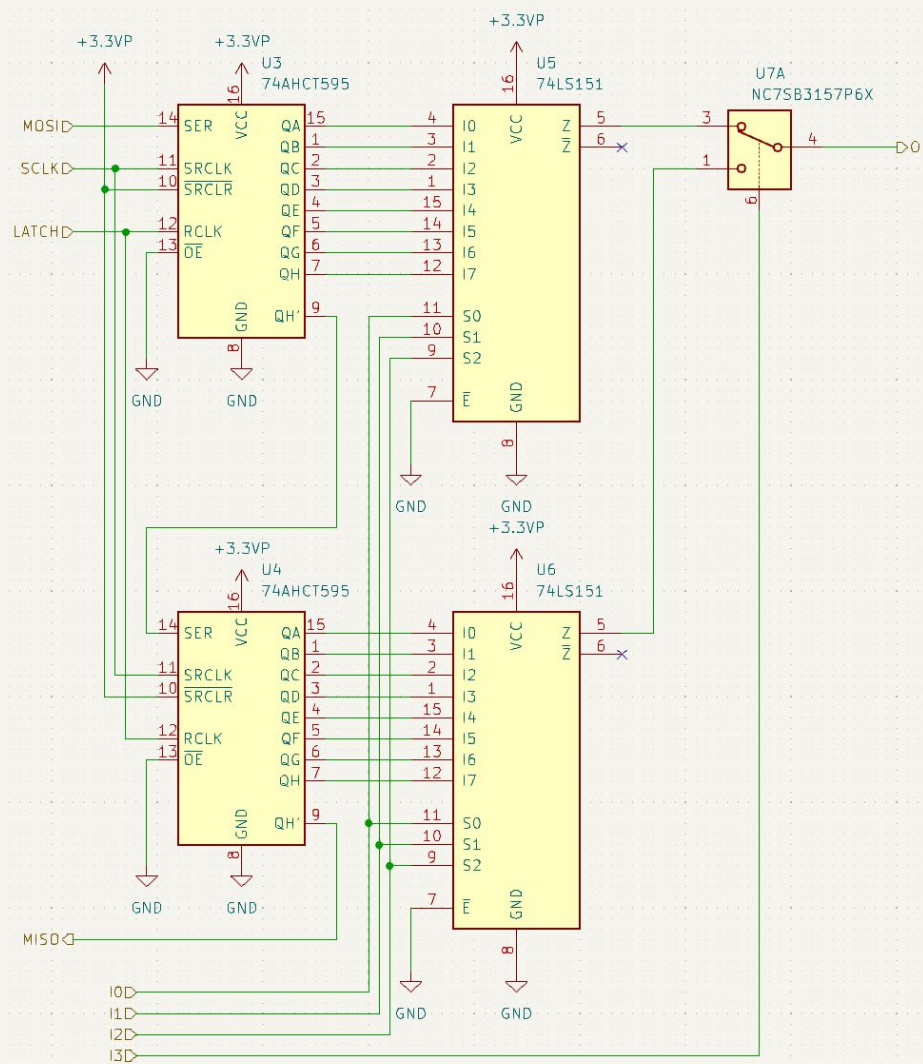 +3.3VP
+3.3VP
U3
74AHCT595
16
VCC
MOSI
14
SER
SCLK
11
SRCLK
10
SRCLR
LATCH
12
RCLK
13
OE
QA
15
QB
1
QC
2
QD
3
QE
4
QF
5
QG
6
QH
7
QH'
9
GND
8
GND
GND
+3.3VP
U5
74LS151
16
VCC
4
I0
3
I1
2
I2
1
I3
15
I4
14
I5
13
I6
12
I7
11
S0
10
S1
9
S2
7
E
Z
5
Z
6
GND
8
GND
GND
U7A
NC7SB3157P6X
3
1
4
6
O
+3.3VP
U4
74AHCT595
16
VCC
14
SER
11
SRCLK
10
SRCLR
12
RCLK
13
OE
QA
15
QB
1
QC
2
QD
3
QE
4
QF
5
QG
6
QH
7
QH'
9
GND
8
GND
GND
+3.3VP
U6
74LS151
16
VCC
4
I0
3
I1
2
I2
1
I3
15
I4
14
I5
13
I6
12
I7
11
S0
10
S1
9
S2
7
E
Z
5
Z
6
GND
8
GND
GND
MISO
I0
I1
I2
I3